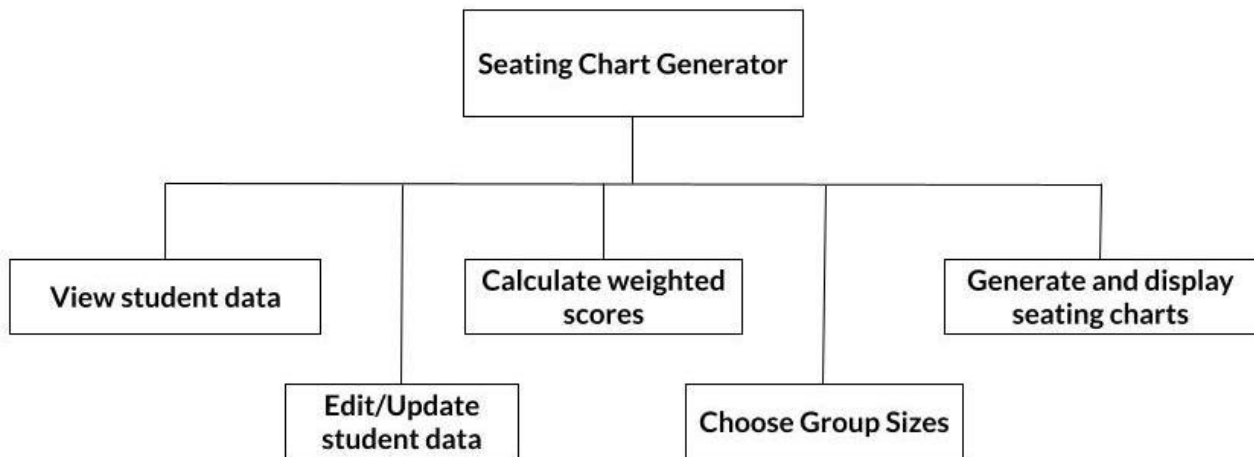 Seating Chart Generator
View student data
Calculate weighted
scores
Generate and display
seating charts
Edit/Update
student data
Choose Group Sizes